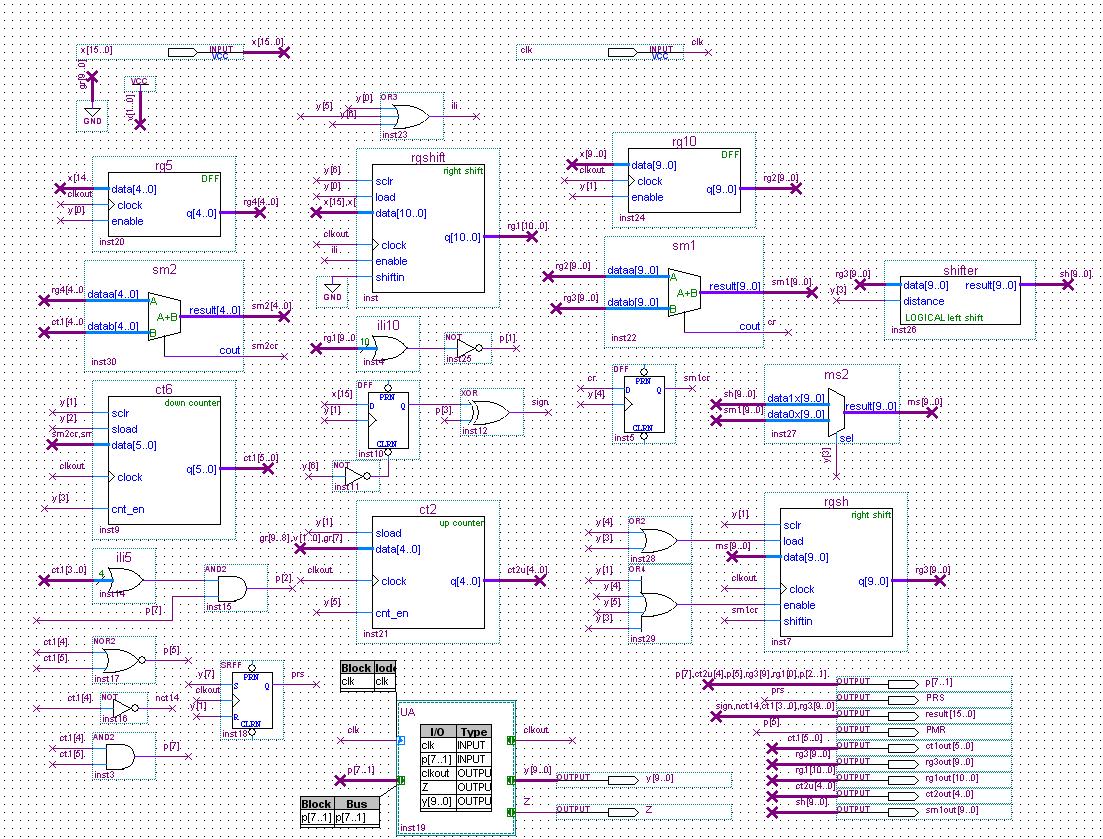 x[15..0] INPUT VCC x[15..0]
clk INPUT VCC clk
gr[9..0]
GND
VCC
v[1..0]
OR3
y[0]
y[5]
y[6]
ili
inst23
rg5
DFF
x[14.
data[4..0]
clkout
clock
y[0]
enable
q[4..0]
rg4[4..0]
inst20
rgshift
right shift
y[6]
sclr
y[0]
load
x[15],x[
data[10..0]
q[10..0]
rg1[10..0]
clkout
clock
ili
enable
shiftin
GND
inst
rg10
DFF
x[9..0]
data[9..0]
clkout
clock
y[1]
enable
q[9..0]
rg2[9..0]
inst24
sm2
rg4[4..0
dataa[4..0]
A
A+B
result[4..0]
sm2[4..0]
ct1[4..0
datab[4..0]
B
cout
sm2cr
inst30
sm1
rg2[9..0]
dataa[9..0]
A
A+B
result[9..0]
sm1[9..0]
rg3[9..0]
datab[9..0]
B
cout
cr
inst22
shifter
rg3[9..0]
data[9..0]
result[9..0]
sh[9..0]
y[3]
distance
LOGICAL left shift
inst26
ili10
rg1[9..0
10
inst4
NOT
inst25
p[1]
ct6
down counter
y[1]
sclr
y[2]
sload
sm2cr,sm
data[5..0]
q[5..0]
ct1[5..0]
clkout
clock
y[3]
cnt_en
inst9
DFF
PRN
x[15]
D
Q
y[1]
CLRN
inst10
XOR
p[3]
inst12
sign
y[6]
NOT
inst11
DFF
PRN
cr
D
Q
sm1cr
y[4]
CLRN
inst5
ms2
sh[9..0]
data1x[9..0]
sm1[9..0]
data0x[9..0]
result[9..0]
ms[9..0]
inst27
sel
y[3]
ct2
up counter
y[1]
sload
gr[9..8],v[1..0],gr[7]
data[4..0]
clkout
clock
q[4..0]
ct2u[4..0]
y[5]
cnt_en
inst21
OR2
y[4]
y[3]
inst28
OR4
y[1]
y[4]
y[5]
y[3]
inst29
rgsh
right shift
y[1]
sclr
load
ms[9..0]
data[9..0]
q[9..0]
rg3[9..0]
clkout
clock
enable
sm1cr
shiftin
inst7
ili5
ct1[3..0]
4
inst14
AND2
inst15
p[2]
p[7]
NOR2
ct1[4]
ct1[5]
p[5]
inst17
NOT
ct1[4]
nct14
inst16
AND2
ct1[4]
ct1[5]
p[7]
inst3
SRFF
PRN
y[7]
S
Q
prs
clkout
y[1]
R
CLRN
inst18
Block Iode
clk clk
UA
I/O Type
clk INPUT
p[7..1] INPUT
clkout OUTPU
Z OUTPU
y[9..0] OUTPU
inst19
clk
p[7..1]
clkout
y[9..0] OUTPUT y[9..0]
Z OUTPUT Z
Block Bus
p[7..1] p[7..1]
p[7],ct2u[4],p[5],rg3[9],rg1[0],p[2..1] OUTPUT p[7..1]
prs OUTPUT PRS
sign,nct14,ct1[3..0],rg3[9..0] OUTPUT result[15..0]
p[5] OUTPUT PMR
ct1[5..0] OUTPUT ct1out[5..0]
rg3[9..0] OUTPUT rg3out[9..0]
rg1[10..0] OUTPUT rg1out[10..0]
ct2u[4..0] OUTPUT ct2out[4..0]
sh[9..0] OUTPUT sm1out[9..0]